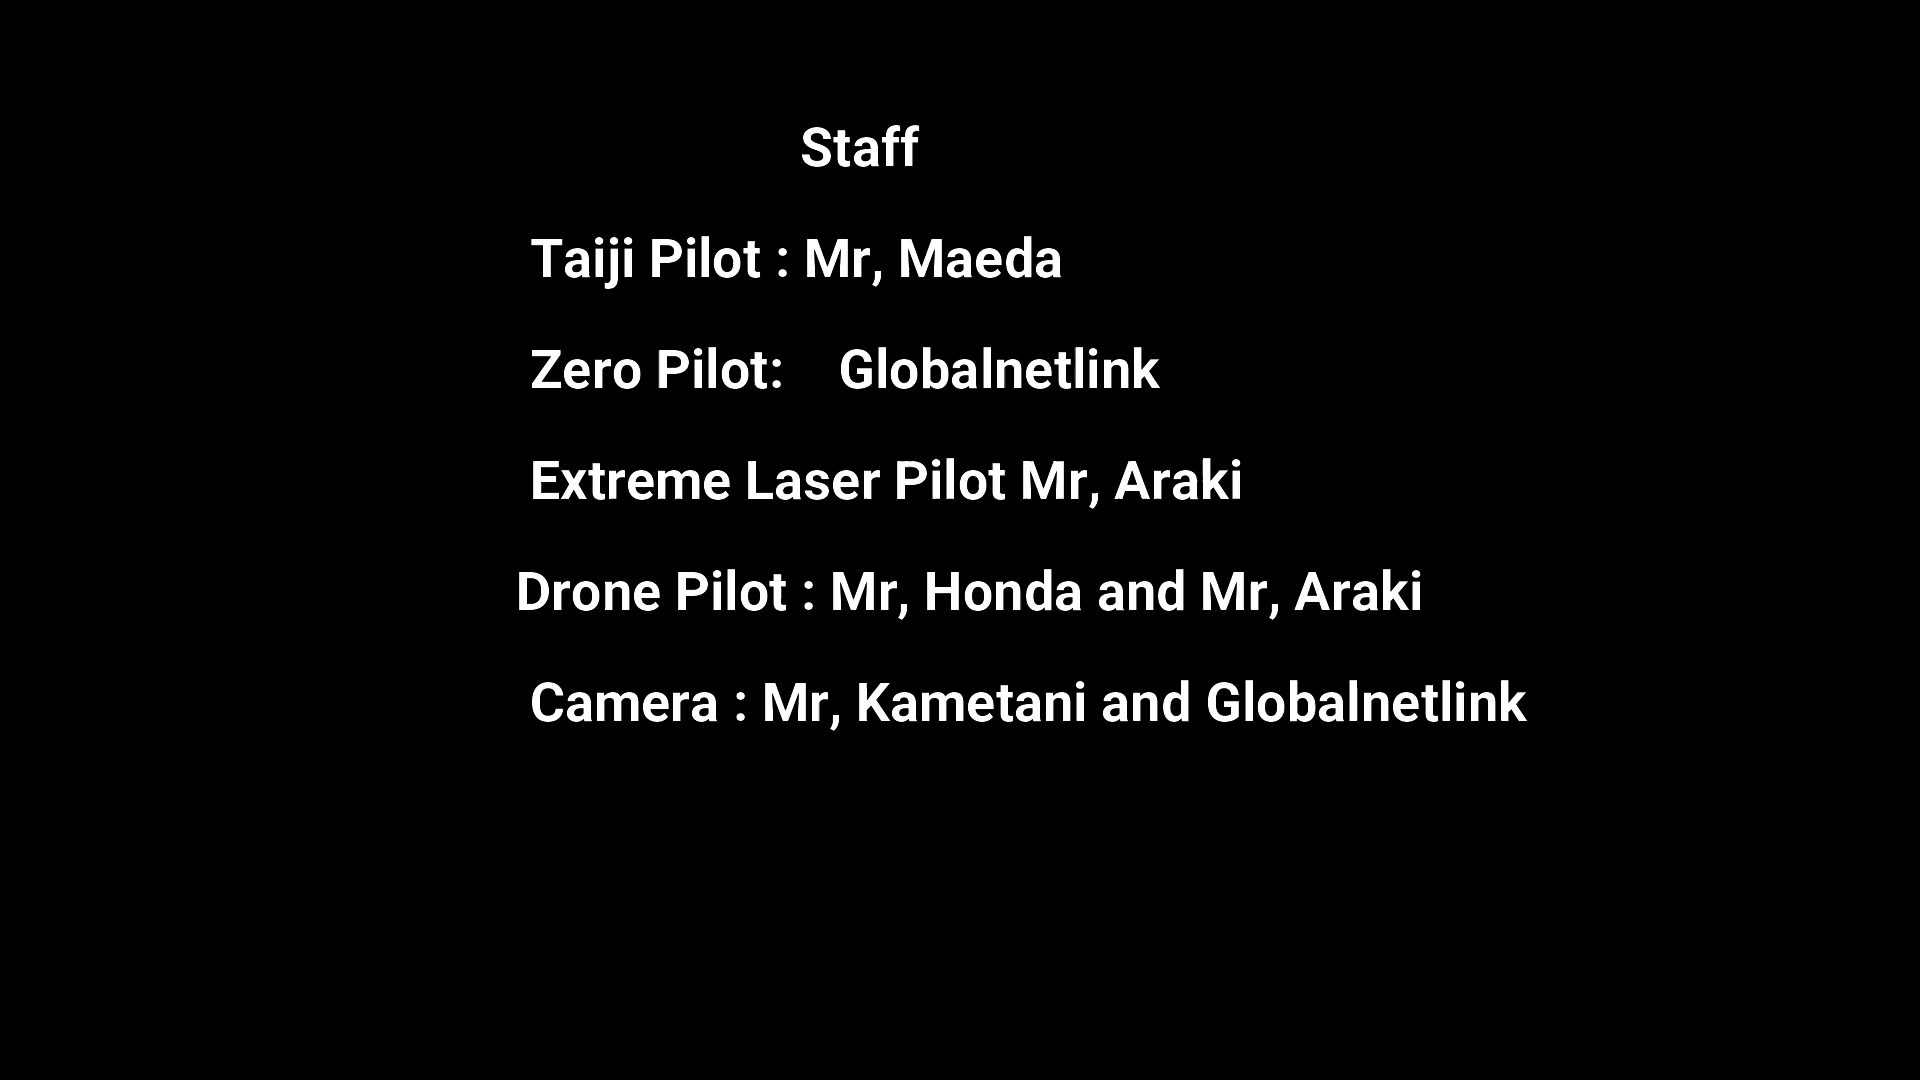 Staff
Taiji Pilot : Mr, Maeda
Zero Pilot: Globalnetlink
Extreme Laser Pilot Mr, Araki
Drone Pilot : Mr, Honda and Mr, Araki
Camera : Mr, Kametani and Globalnetlink